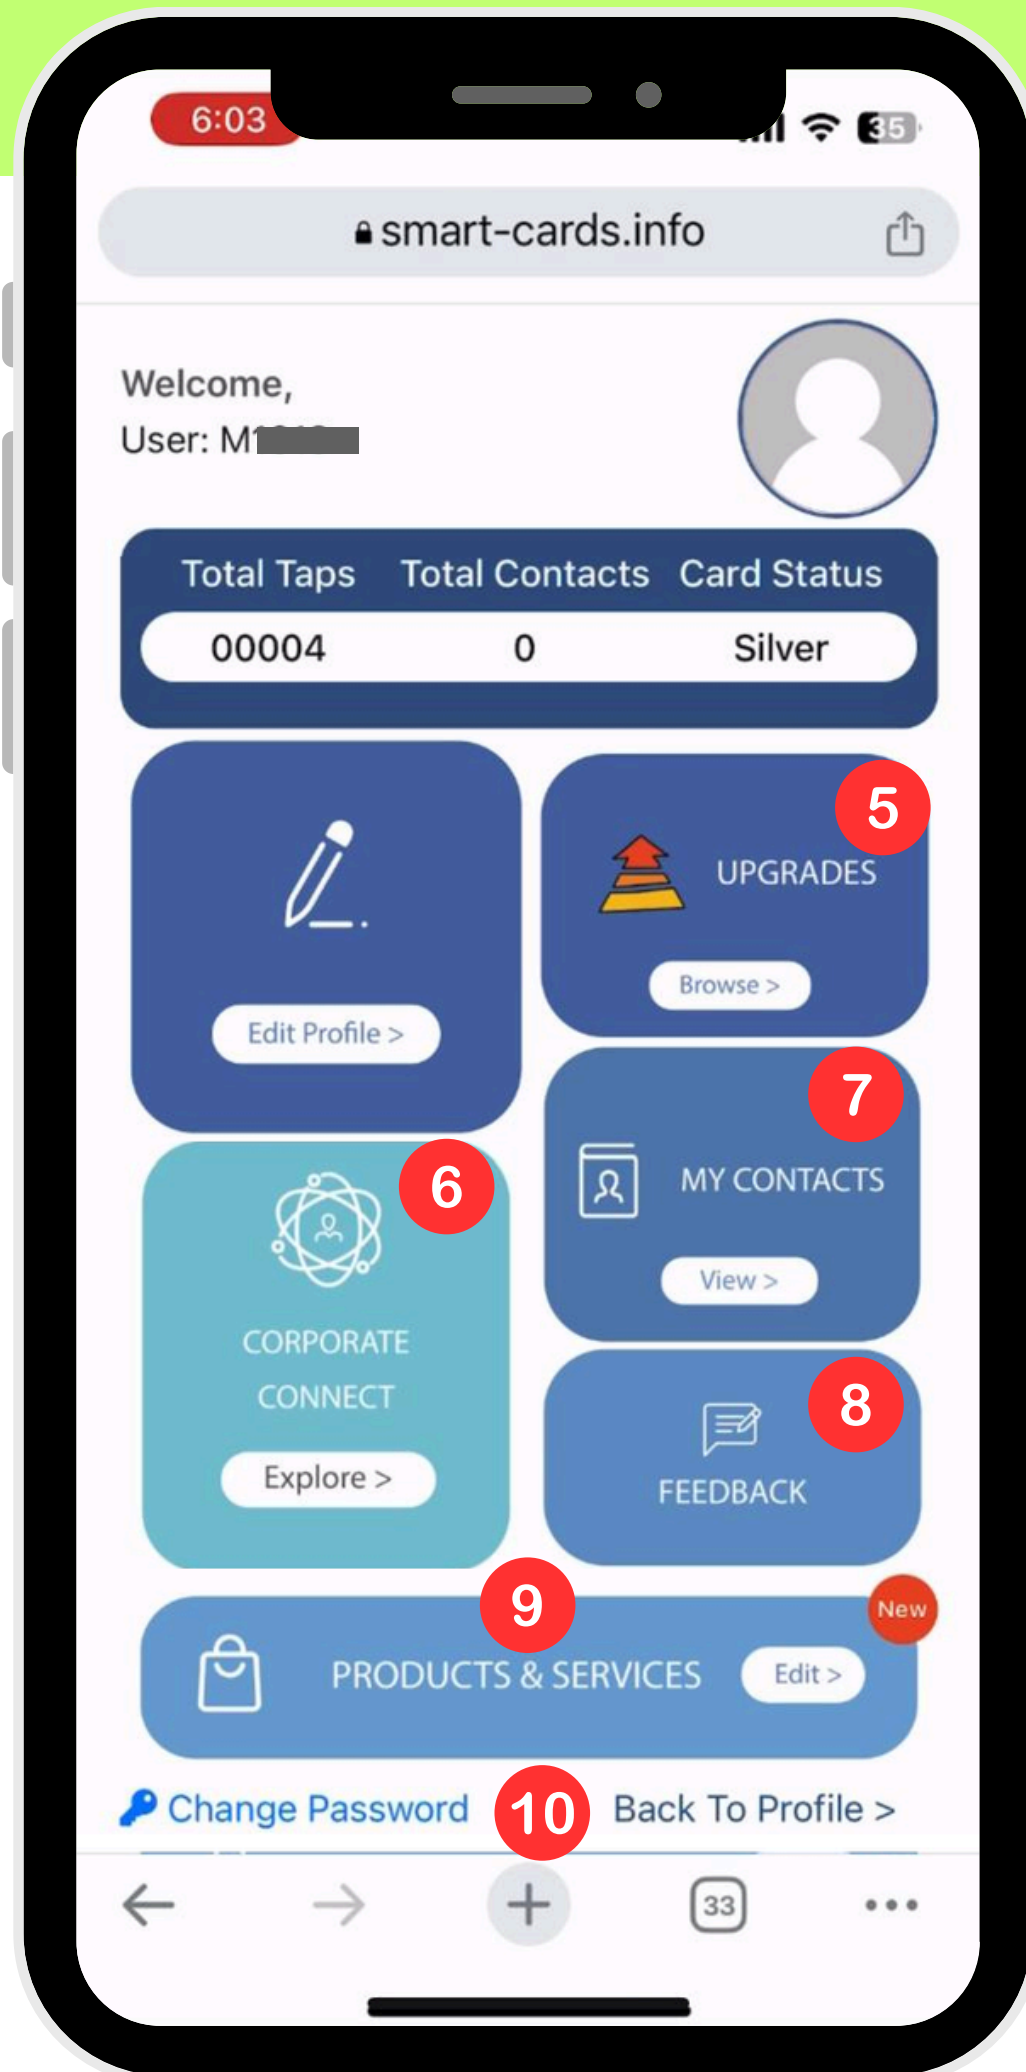 6:03
35
smart-cards.info
Welcome,
User:
Total Taps Total Contacts Card Status
00004 0 Silver
5
UPGRADES
Browse >
Edit Profile >
7
MY CONTACTS
View >
6
CORPORATE
CONNECT
Explore >
8
FEEDBACK
9
New
PRODUCTS & SERVICES Edit >
Change Password 10 Back To Profile >
33